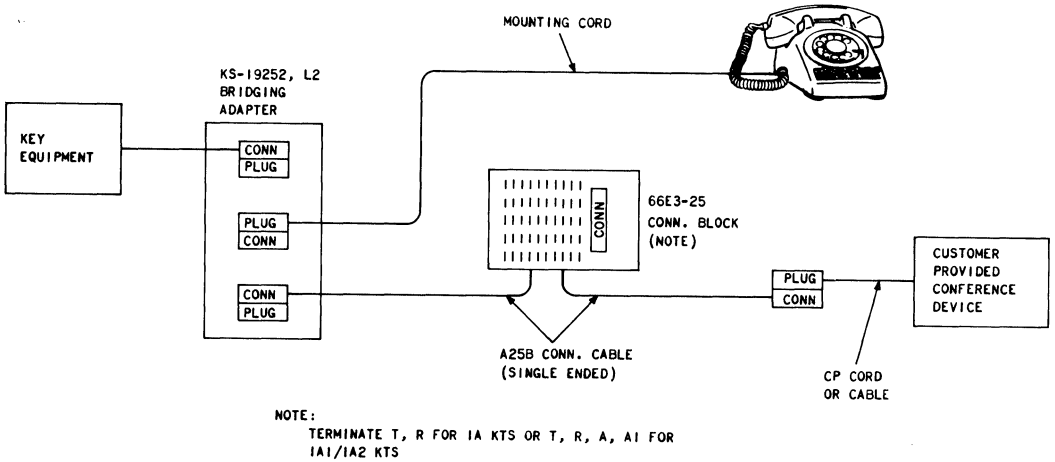 MOUNTING CORD
KS-19252, L2
BRIDGING
ADAPTER
KEY
EQUIPMENT
CONN
PLUG
PLUG
CONN
CONN
PLUG
CONN
66E3-25
CONN. BLOCK
(NOTE)
PLUG
CONN
CUSTOMER
PROVIDED
CONFERENCE
DEVICE
A25B CONN. CABLE
(SINGLE ENDED)
CP CORD
OR CABLE
NOTE:
TERMINATE T, R FOR 1A KTS OR T, R, A, A1 FOR
1A1/1A2 KTS